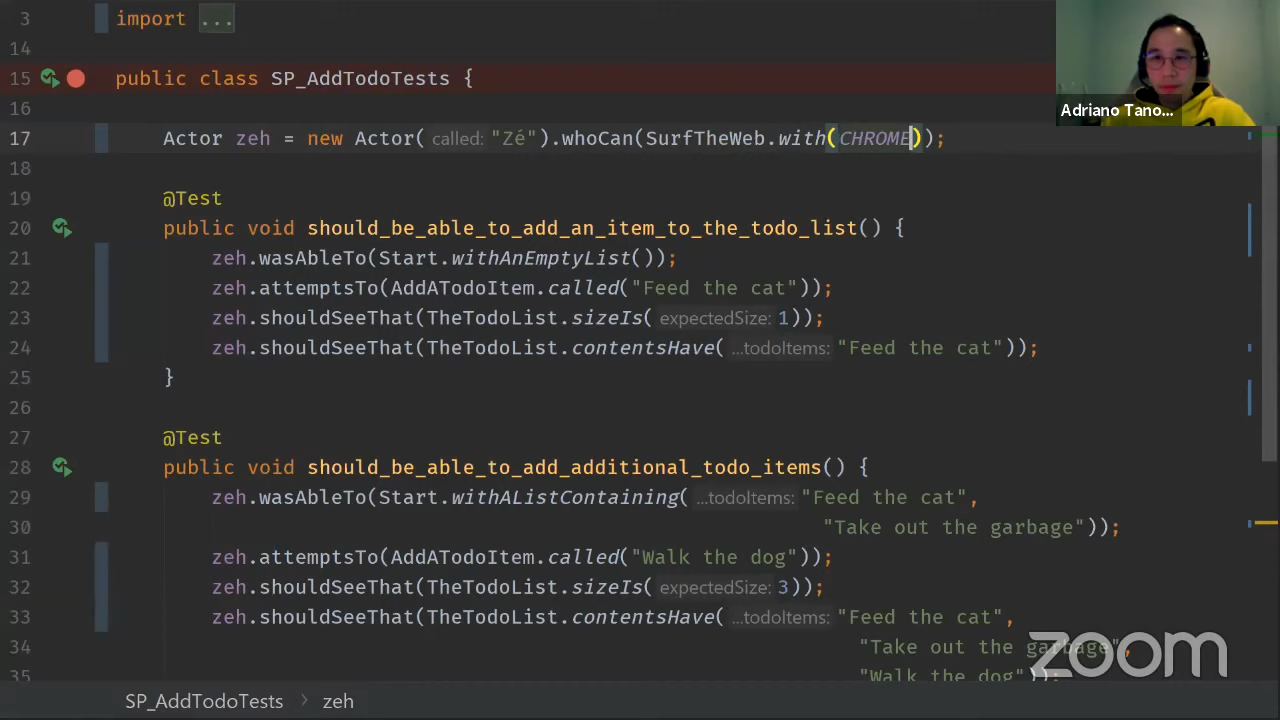 3 import ...
14
15 public class SP_AddTodoTests {
16
17 Actor zeh = new Actor( called: "Zé").whoCan(SurfTheWeb.with(CHROME));
18
19 @Test
20 public void should_be_able_to_add_an_item_to_the_todo_list() {
21 zeh.wasAbleTo(Start.withAnEmptyList());
22 zeh.attemptsTo(AddATodoItem.called("Feed the cat"));
23 zeh.shouldSeeThat(TheTodoList.sizeIs( expectedSize: 1));
24 zeh.shouldSeeThat(TheTodoList.contentsHave( ...todoItems: "Feed the cat"));
25 }
26
27 @Test
28 public void should_be_able_to_add_additional_todo_items() {
29 zeh.wasAbleTo(Start.withAListContaining( ...todoItems: "Feed the cat",
30 "Take out the garbage"));
31 zeh.attemptsTo(AddATodoItem.called("Walk the dog"));
32 zeh.shouldSeeThat(TheTodoList.sizeIs( expectedSize: 3));
33 zeh.shouldSeeThat(TheTodoList.contentsHave( ...todoItems: "Feed the cat",
34 "Take out the garbage",
35 "Walk the dog"));
SP_AddTodoTests > zeh
Adriano Tano...
zoom